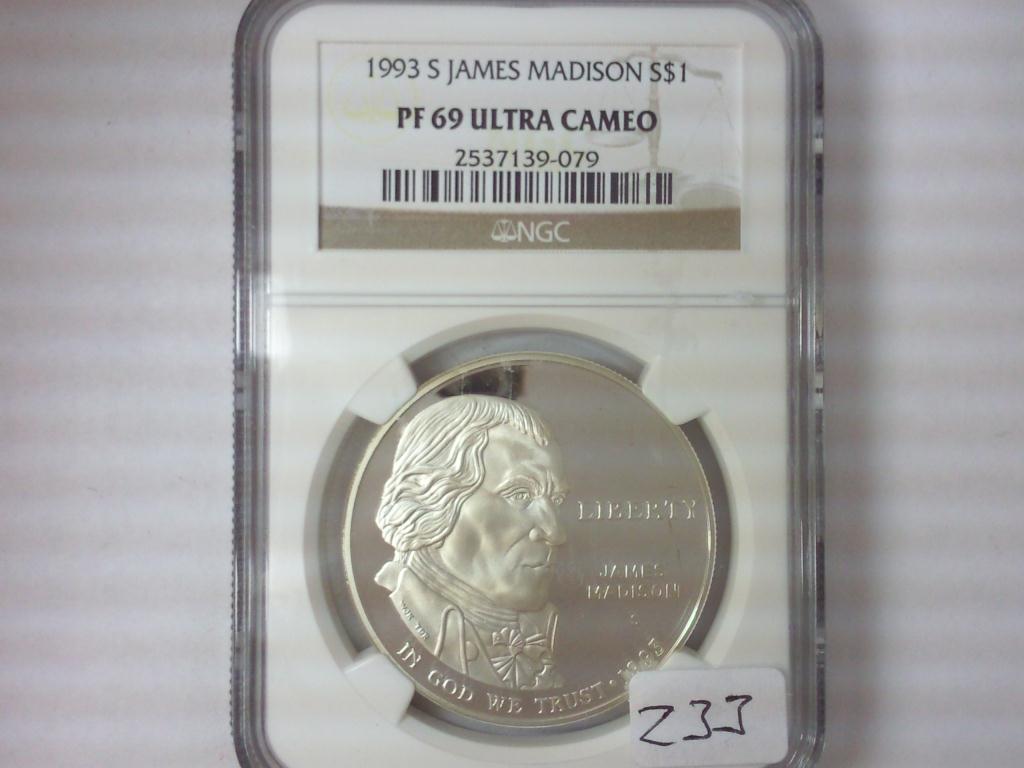 1993 S JAMES MADISON S$1
PF 69 ULTRA CAMEO
2537139-079
NGC
LIBERTY
JAMES
MADISON
IN GOD WE TRUST · 1993
233